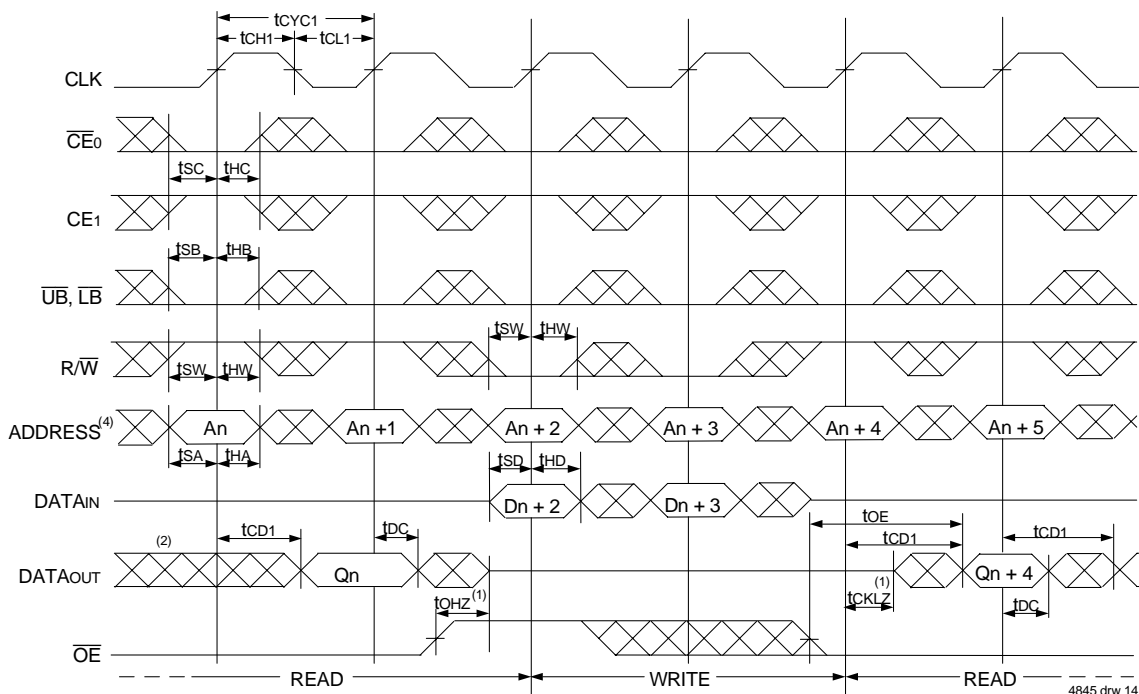 tCYC1
tCH1 tCL1
CLK
CE0
tSC tHC
CE1
tSB tHB
UB, LB
tSW tHW
R/W
tSW tHW
ADDRESS(4) An An +1 An + 2 An + 3 An + 4 An + 5
tSA tHA tSD tHD
DATAIN Dn + 2 Dn + 3
tOE
tCD1 tDC tCD1 tCD1
(2)
DATAOUT Qn Qn + 4
tOHZ(1) tCKLZ(1) tDC
OE
READ WRITE READ
4845 drw 14